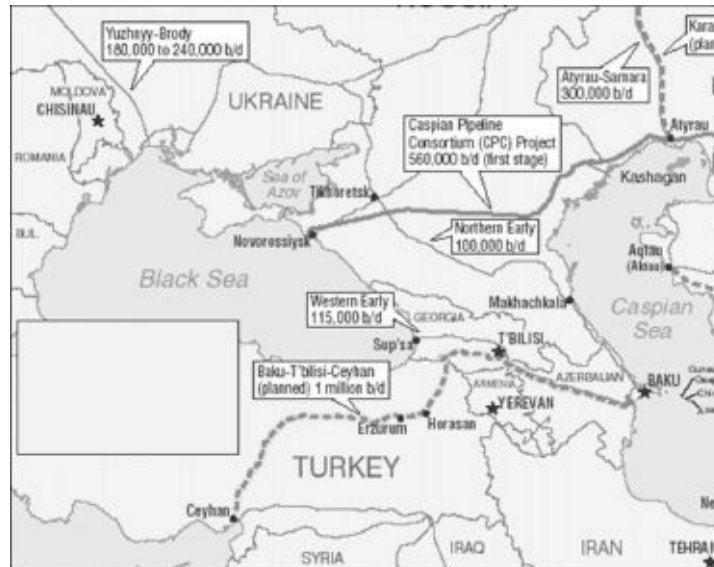 Yuzhnyy-Brody
180,000 to 240,000 b/d
Atyrau-Samara
300,000 b/d
MOLDOVA
CHISINAU
UKRAINE
Caspian Pipeline
Consortium (CPC) Project
560,000 b/d (first stage)
Atyrau
ROMANIA
Sea of
Azov
Tikhoretsk
Kashagan
BUL.
Novorossiysk
Northern Early
100,000 b/d
Aqtau
(Aktau)
Black Sea
Makhachkala
Caspian
Sea
Western Early
115,000 b/d
GEORGIA
T'BILISI
Sup'sa
Baku-T'bilisi-Ceyhan
(planned) 1 million b/d
AZERBAIJAN
BAKU
ARMENIA
YEREVAN
Erzurum
Horasan
TURKEY
Ceyhan
SYRIA
IRAQ
IRAN
TEHRAN